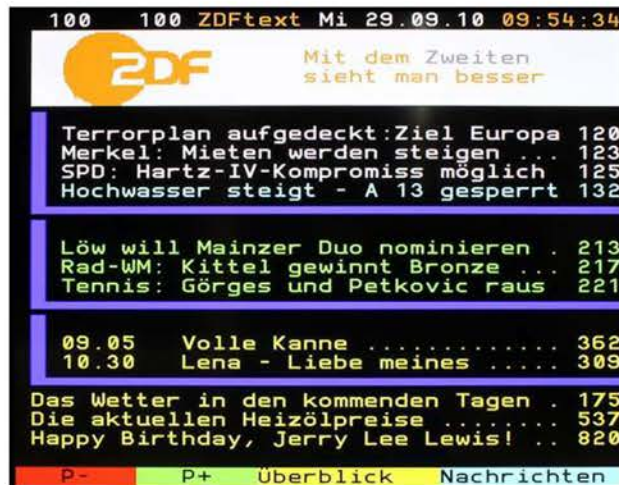 100 100 ZDFtext Mi 29.09.10 09:54:34
ZDF
Mit dem Zweiten
sieht man besser
Terrorplan aufgedeckt:Ziel Europa 120
Merkel: Mieten werden steigen ... 123
SPD: Hartz-IV-Kompromiss möglich 125
Hochwasser steigt - A 13 gesperrt 132
Löw will Mainzer Duo nominieren . 213
Rad-WM: Kittel gewinnt Bronze ... 217
Tennis: Görges und Petkovic raus 221
09.05 Volle Kanne ............. 362
10.30 Lena - Liebe meines ..... 309
Das Wetter in den kommenden Tagen . 175
Die aktuellen Heizölpreise ........ 537
Happy Birthday, Jerry Lee Lewis! .. 820
P- P+ Überblick Nachrichten